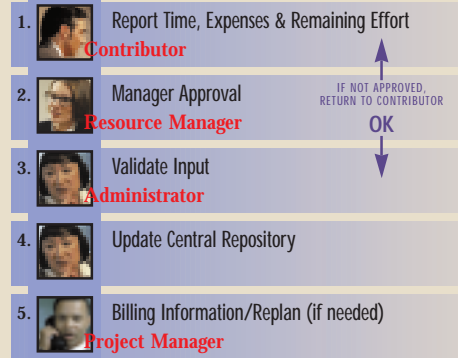 1. Report Time, Expenses & Remaining Effort
Contributor
2. Manager Approval
Resource Manager
IF NOT APPROVED,
RETURN TO CONTRIBUTOR
OK
3. Validate Input
Administrator
4. Update Central Repository
5. Billing Information/Replan (if needed)
Project Manager